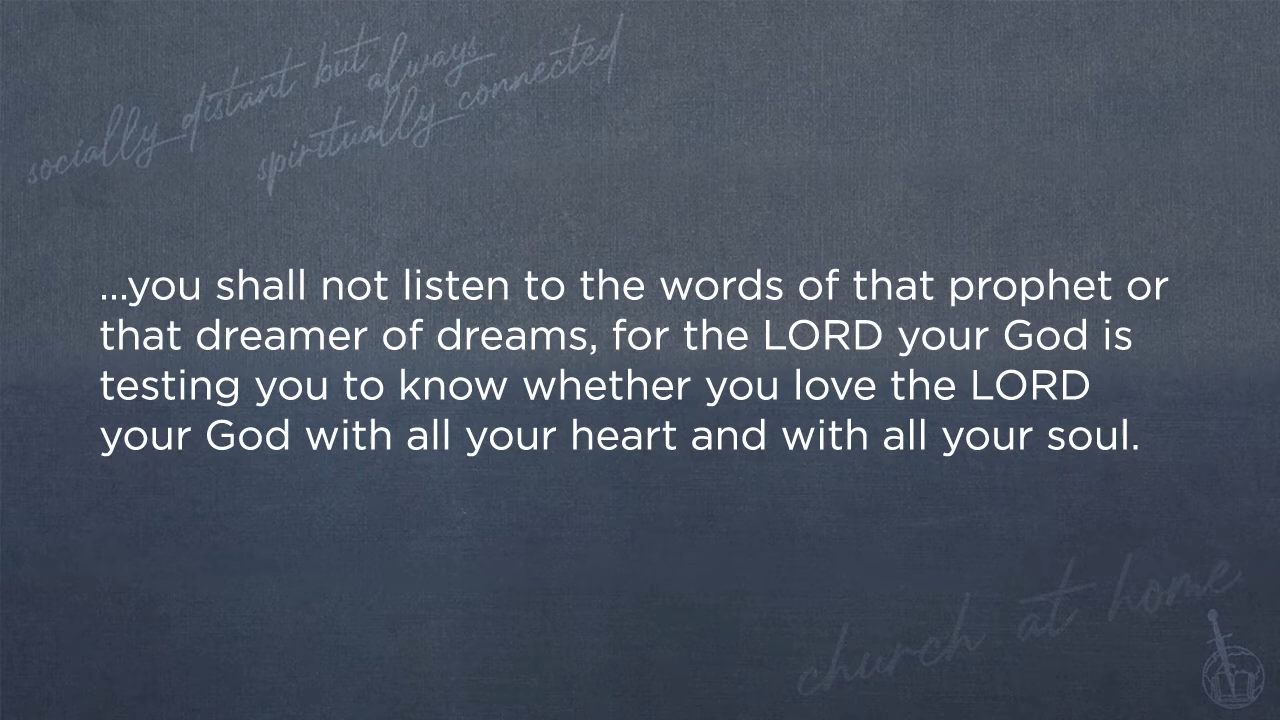 socially distant but always
spiritually connected
...you shall not listen to the words of that prophet or
that dreamer of dreams, for the LORD your God is
testing you to know whether you love the LORD
your God with all your heart and with all your soul.
church at home